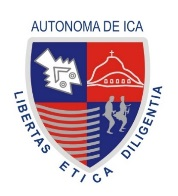 AUTONOMA DE ICA
LIBERTAS ETICA DILIGENTIA